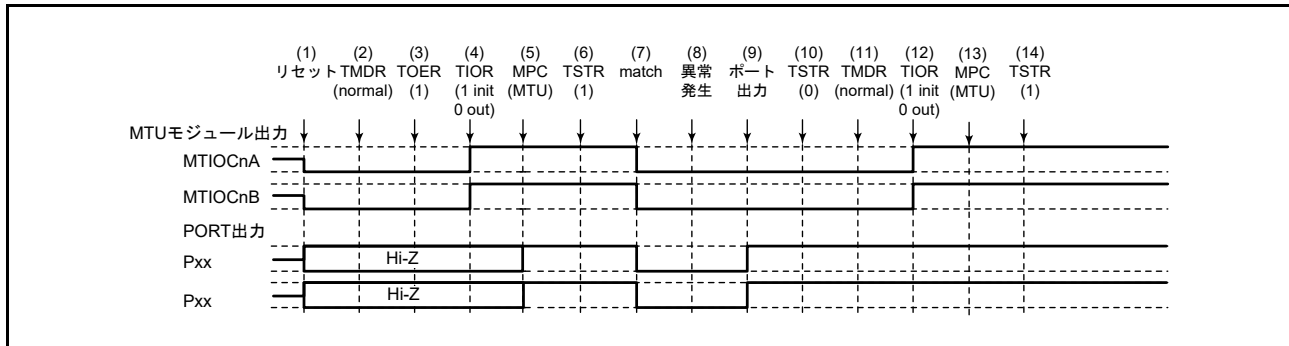 (1) (2) (3) (4) (5) (6) (7) (8) (9) (10) (11) (12) (13) (14)
リセット TMDR TOER TIOR MPC TSTR match 異常 ポート TSTR TMDR TIOR MPC TSTR
(normal) (1) (1 init (MTU) (1) 発生 出力 (0) (normal) (1 init (MTU) (1)
0 out) 0 out)
MTUモジュール出力
MTIOCnA
MTIOCnB
PORT出力
Pxx Hi-Z
Pxx Hi-Z